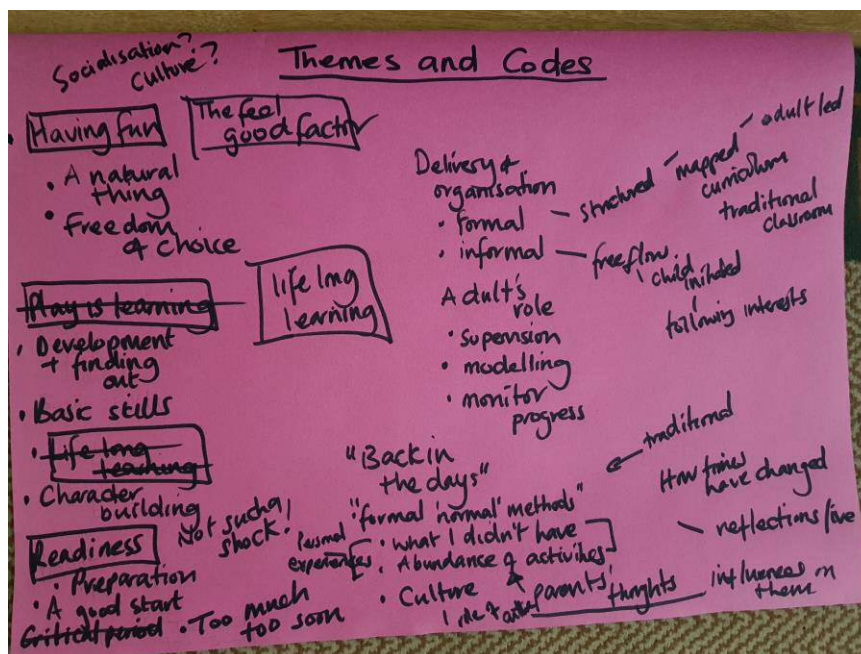 Socialisation?
Culture?
Themes and Codes
• Having fun
The feel
good factor
• A natural
thing
• Freedom
& choice
Play is learning
life long
learning
• Development
+ finding
out
• Basic skills
• Life long
teaching
• Character
building
Not such a
shock!
Readiness
• Preparation
• A good start
Critical period
• Too much
too soon
Delivery &
organisation
• formal
– structured – mapped – adult led
curriculum
traditional
classroom
• informal
– free flow
child initiated
following interests
Adult's
role
• supervision
• modelling
• monitor
progress
"Back in
the days"
traditional
"formal 'normal' methods"
Personal
experiences
• what I didn't have
• Abundance of activities
• Culture
parents'
thoughts
How times
have changed
reflections/ive
influences on
them